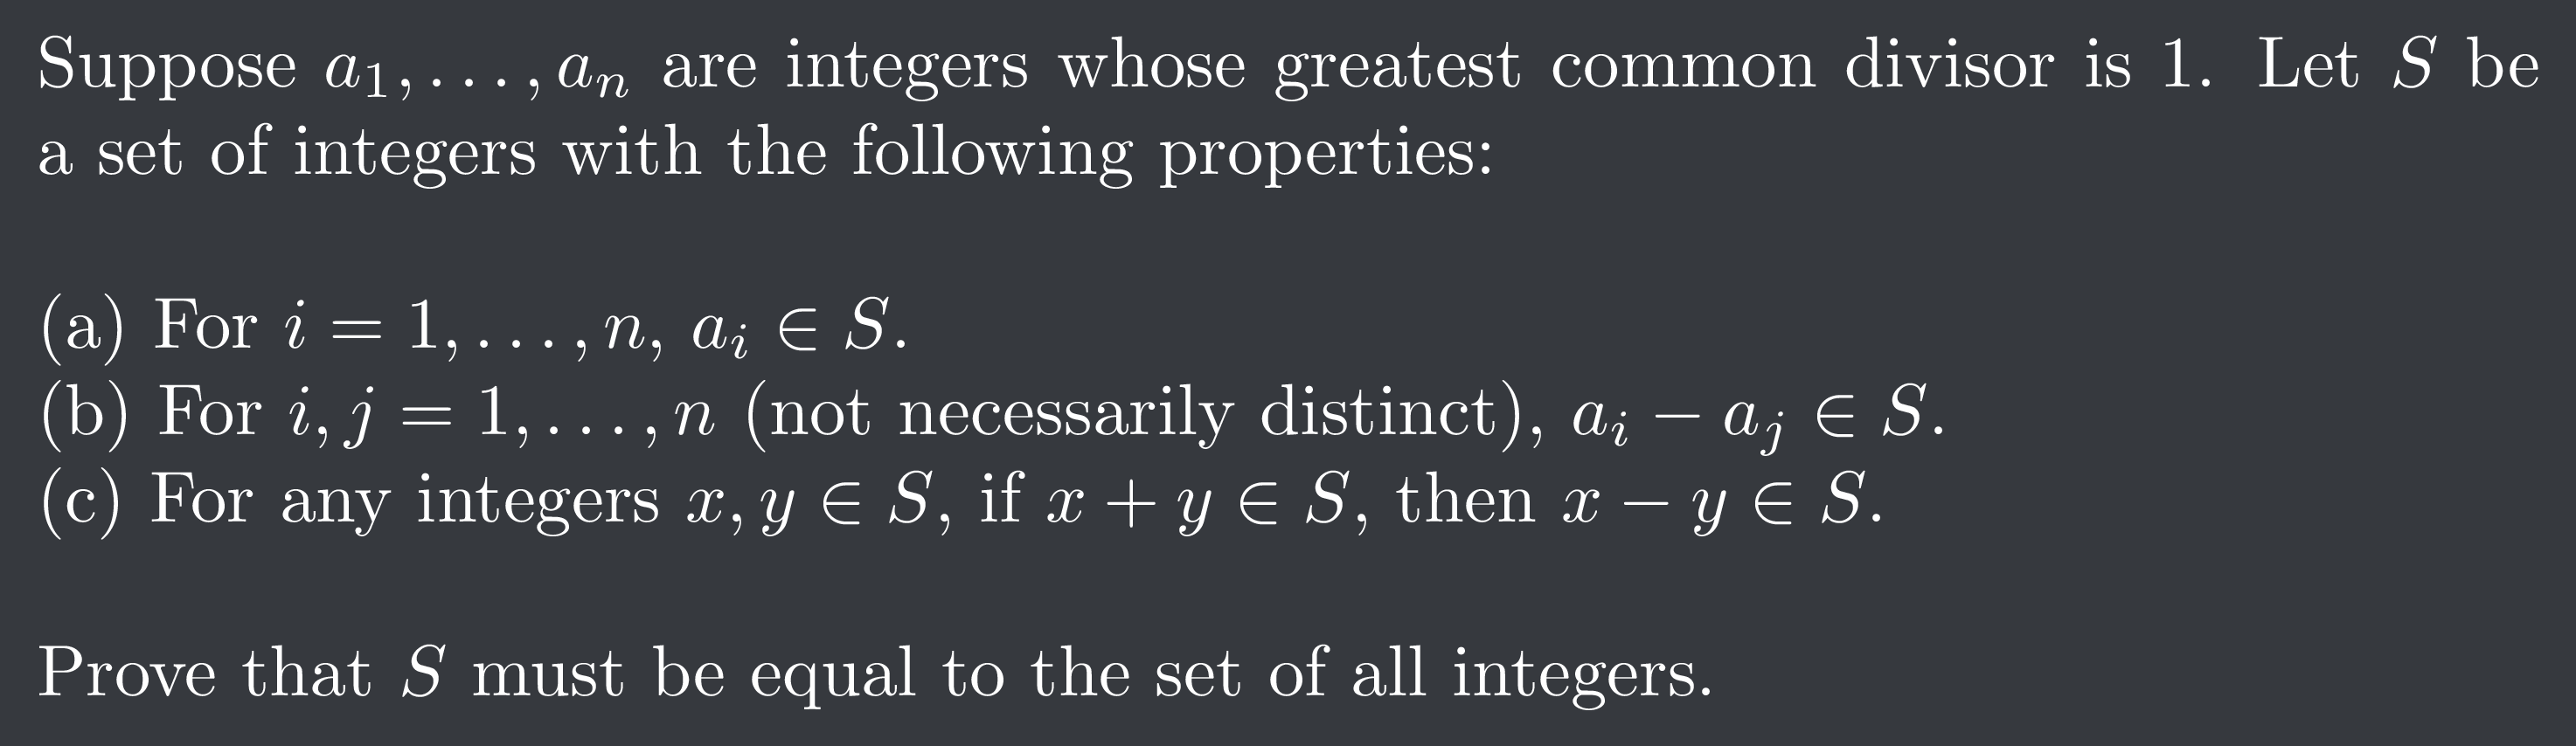 Suppose a₁, . . . , aₙ are integers whose greatest common divisor is 1. Let S be
a set of integers with the following properties:
(a) For i = 1, . . . , n, aᵢ ∈ S.
(b) For i, j = 1, . . . , n (not necessarily distinct), aᵢ − aⱼ ∈ S.
(c) For any integers x, y ∈ S, if x + y ∈ S, then x − y ∈ S.
Prove that S must be equal to the set of all integers.